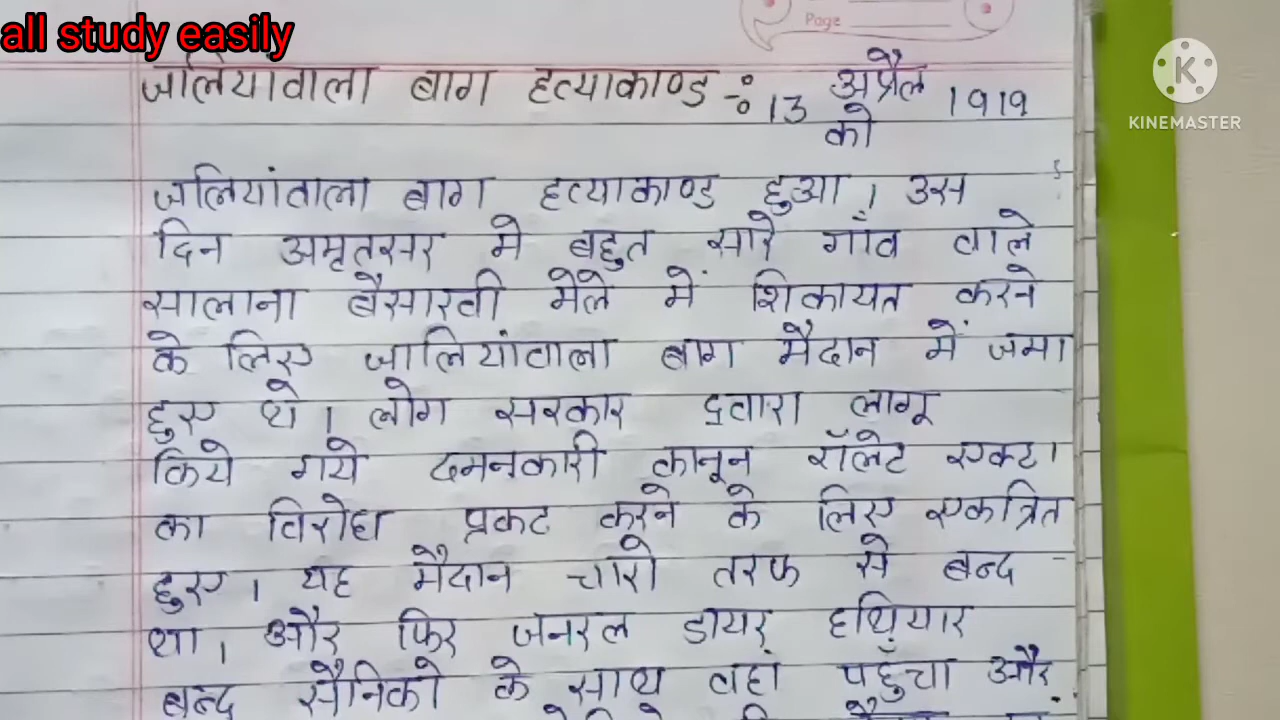 all study easily
Page
K
KINEMASTER
जलियांवाला बाग हत्याकाण्ड -: 13 अप्रैल 1919
को
जलियांवाला बाग हत्याकाण्ड हुआ। उस
दिन अमृतसर मे बहुत सारे गाँव वाले
सालाना बैसाखी मेले में शिकायत करने
के लिए जालियांवाला बाग मैदान में जमा
हुए थे। लोग सरकार द्वारा लागू
किये गये दमनकारी कानून रॉलेट एक्ट।
का विरोध प्रकट करने के लिए एकत्रित
हुए। यह मैदान चारो तरफ से बन्द
था। और फिर जनरल डायर हथियार
बन्द सैनिको के साथ वहां पहुँचा और